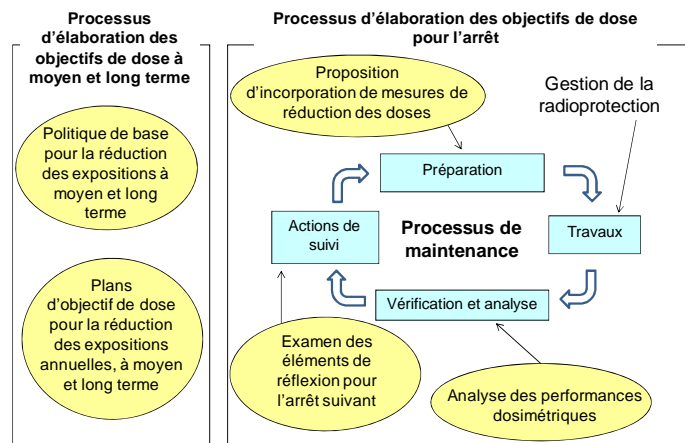 Processus
d'élaboration des
objectifs de dose à
moyen et long terme
Politique de base
pour la réduction
des expositions à
moyen et long
terme
Plans
d'objectif de dose
pour la réduction
des expositions
annuelles, à moyen
et long terme
Processus d'élaboration des objectifs de dose
pour l'arrêt
Proposition
d'incorporation de mesures de
réduction des doses
Gestion de la
radioprotection
Préparation
Actions de
suivi
Processus de
maintenance
Travaux
Vérification et analyse
Examen des
éléments de
réflexion pour
l'arrêt suivant
Analyse des performances
dosimétriques